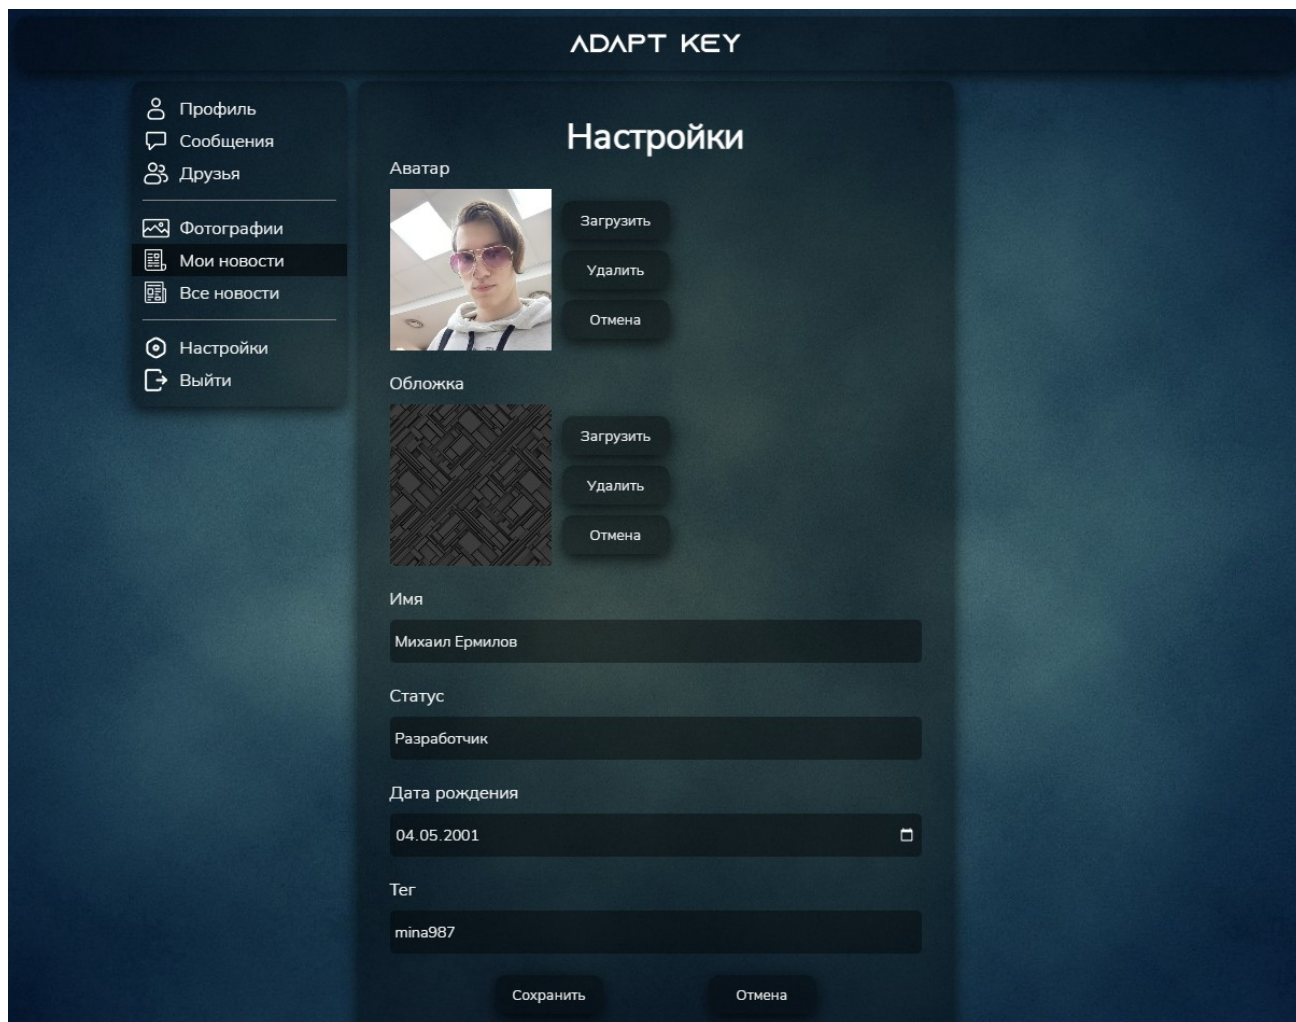 ADAPT KEY
Профиль
Сообщения
Друзья
Фотографии
Мои новости
Все новости
Настройки
Выйти
Настройки
Аватар
Загрузить
Удалить
Отмена
Обложка
Загрузить
Удалить
Отмена
Имя
Михаил Ермилов
Статус
Разработчик
Дата рождения
04.05.2001
Тег
mina987
Сохранить Отмена